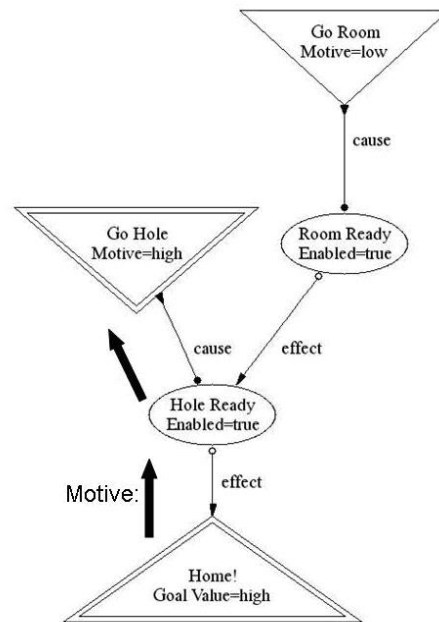 Go Room
Motive=low
cause
Go Hole
Motive=high
Room Ready
Enabled=true
cause
effect
Hole Ready
Enabled=true
Motive:
effect
Home!
Goal Value=high